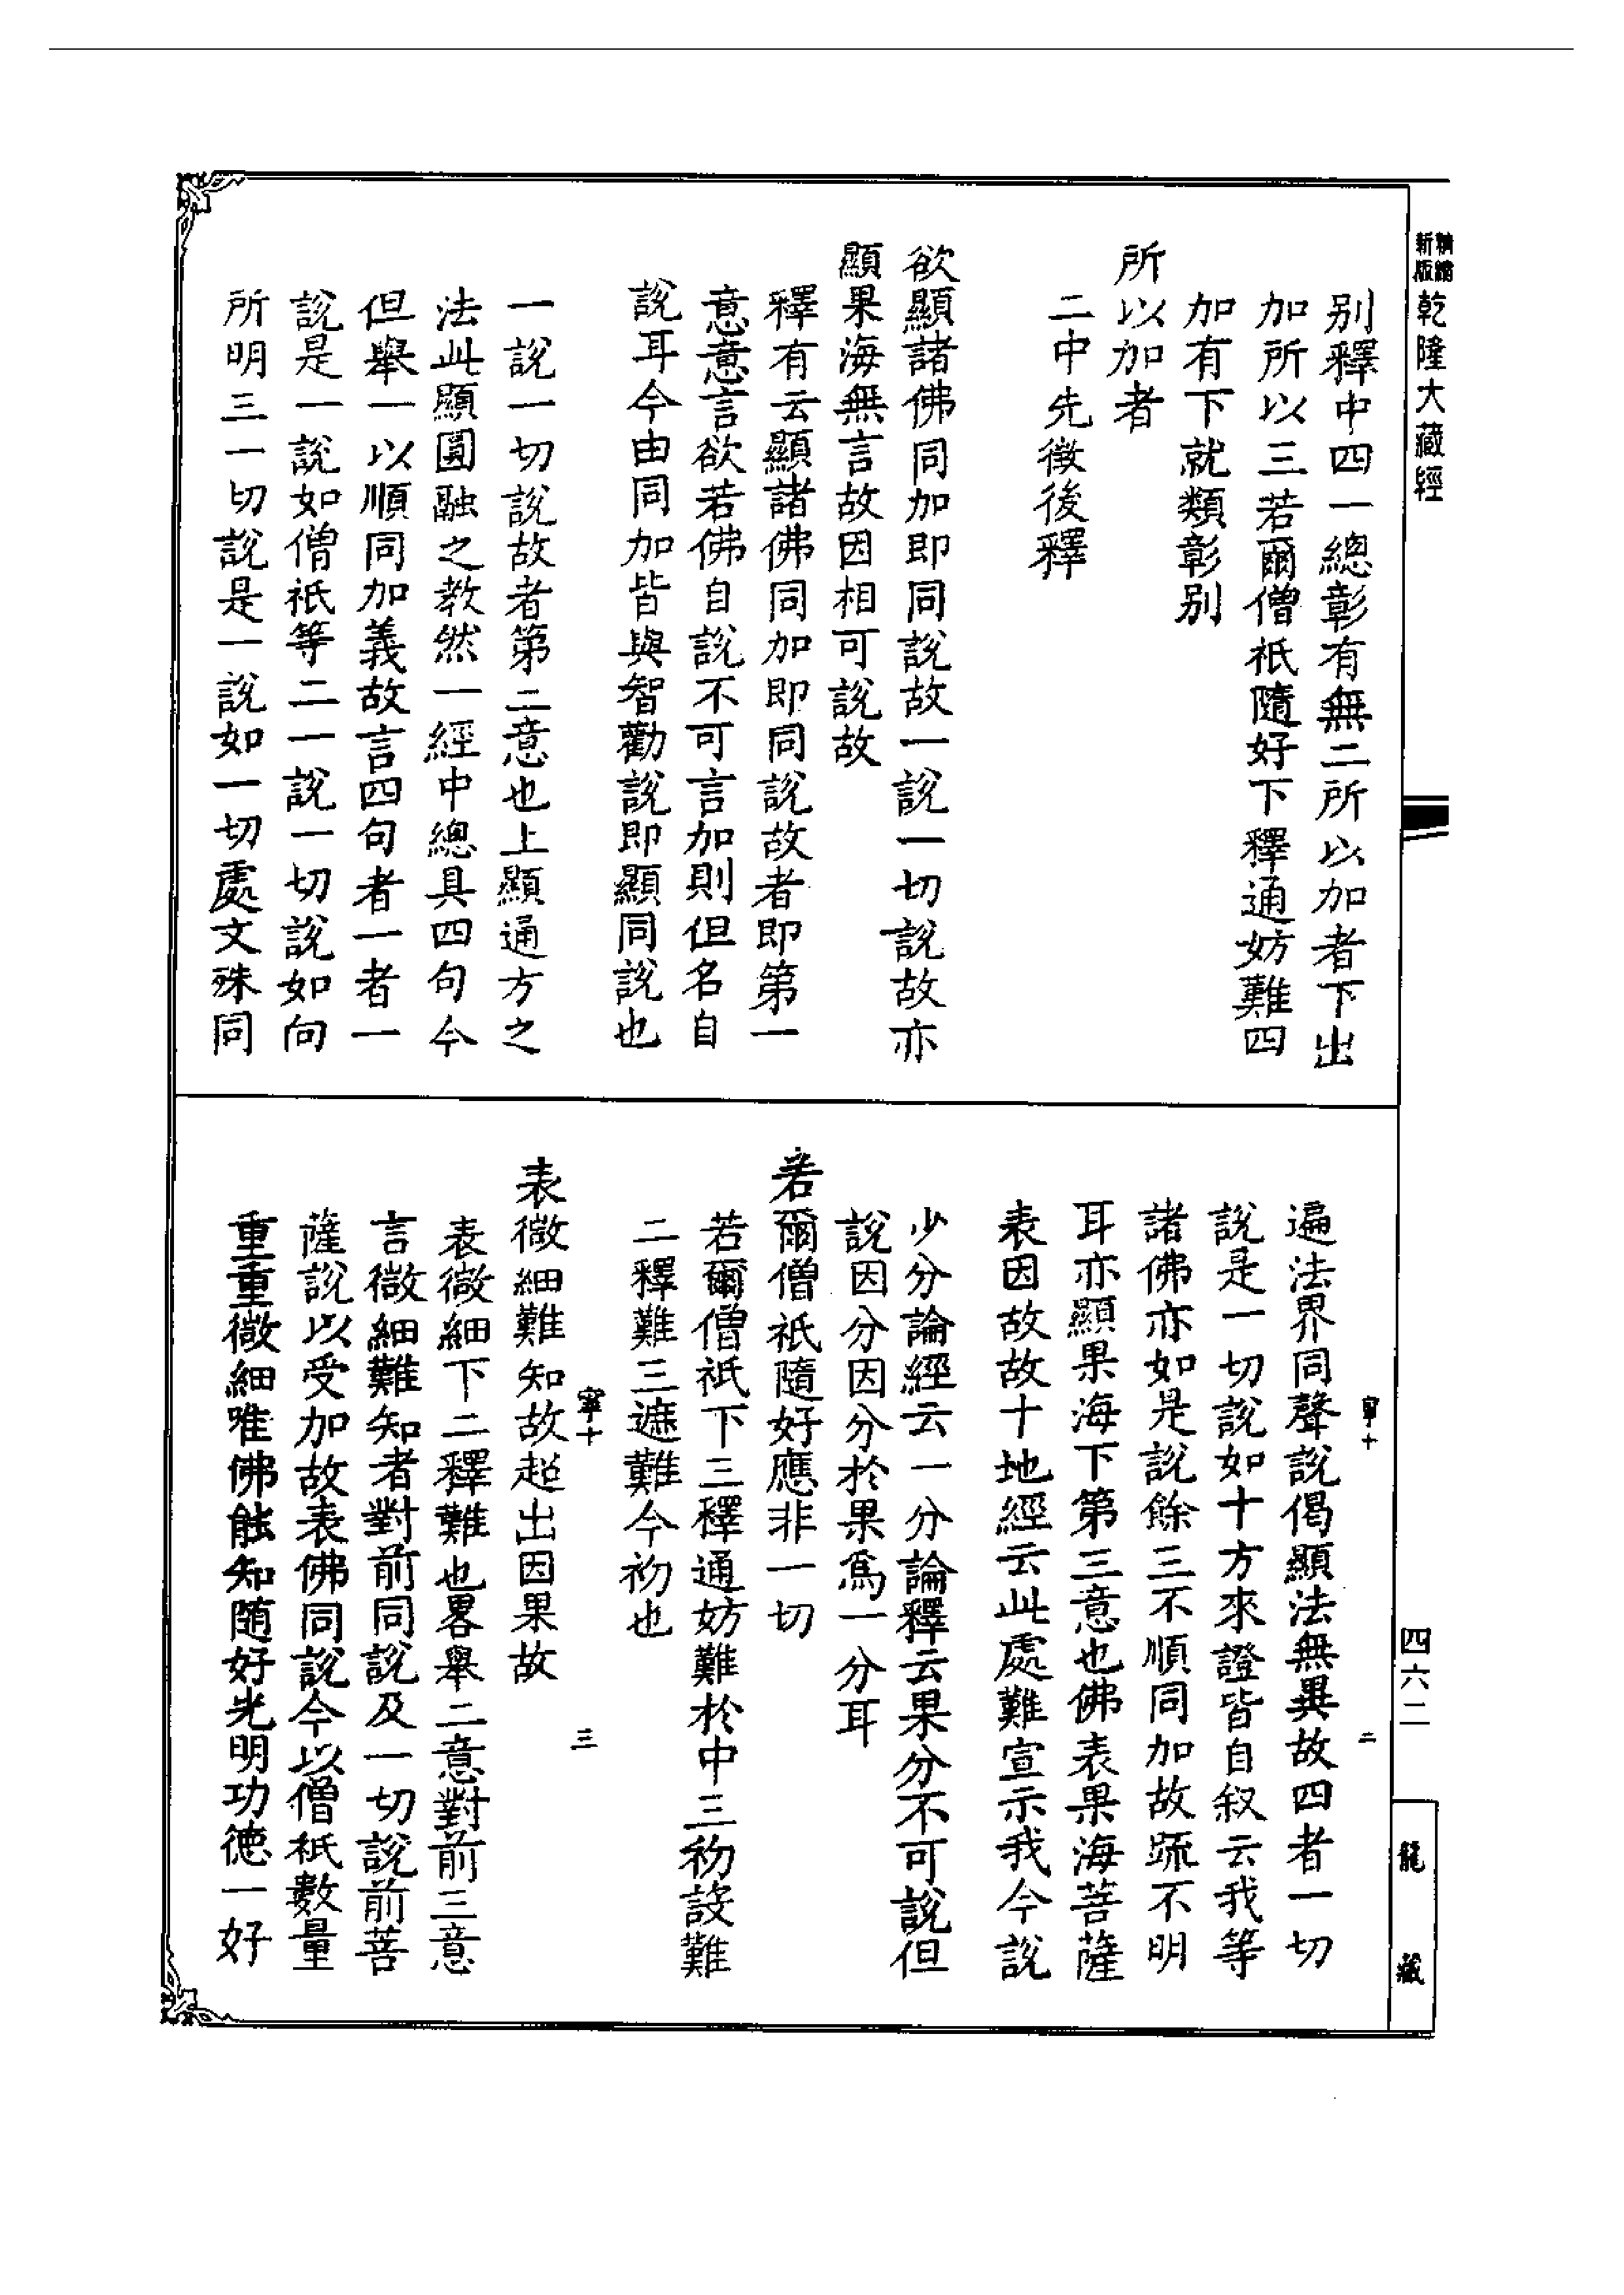 精鏽新版乾隆大藏經
别釋中四一總彰有無二所以加者下出
加所以三若爾僧祇隨好下釋通妨難四
加有下就類彰别
所以加者
二中先徵後釋
欲顯諸佛同加即同說故一說一切說故亦
顯果海無言故因相可說故
釋有云顯諸佛同加即同說故者即第一
意意言欲若佛自說不可言加則但名自
說耳今由同加皆與智勸說即顯同說也
一說一切說故者第二意也上顯通方之
法此顯圓融之教然一經中總具四句今
但舉一以順同加義故言四句者一者一
說是一說如僧祇等二一說一切說如向
所明三一切說是一說如一切處文殊同
四六二
龍藏
寧十 二
遍法界同聲說偈顯法無異故四者一切
說是一切說如十方來證皆自叙云我等
諸佛亦如是說餘三不順同加故疏不明
耳亦顯果海下第三意也佛表果海菩薩
表因故故十地經云此處難宣示我今說
少分論經云一分論釋云果分不可說但
說因分因分於果爲一分耳
若爾僧祇隨好應非一切
若爾僧祇下三釋通妨難於中三初設難
二釋難三遮難今初也
寧十 三
表微細難知故超出因果故
表微細下二釋難也畧舉二意對前三意
言微細難知者對前同說及一切說前菩
薩說以受加故表佛同說今以僧祇數量
重重微細唯佛能知隨好光明功德一好